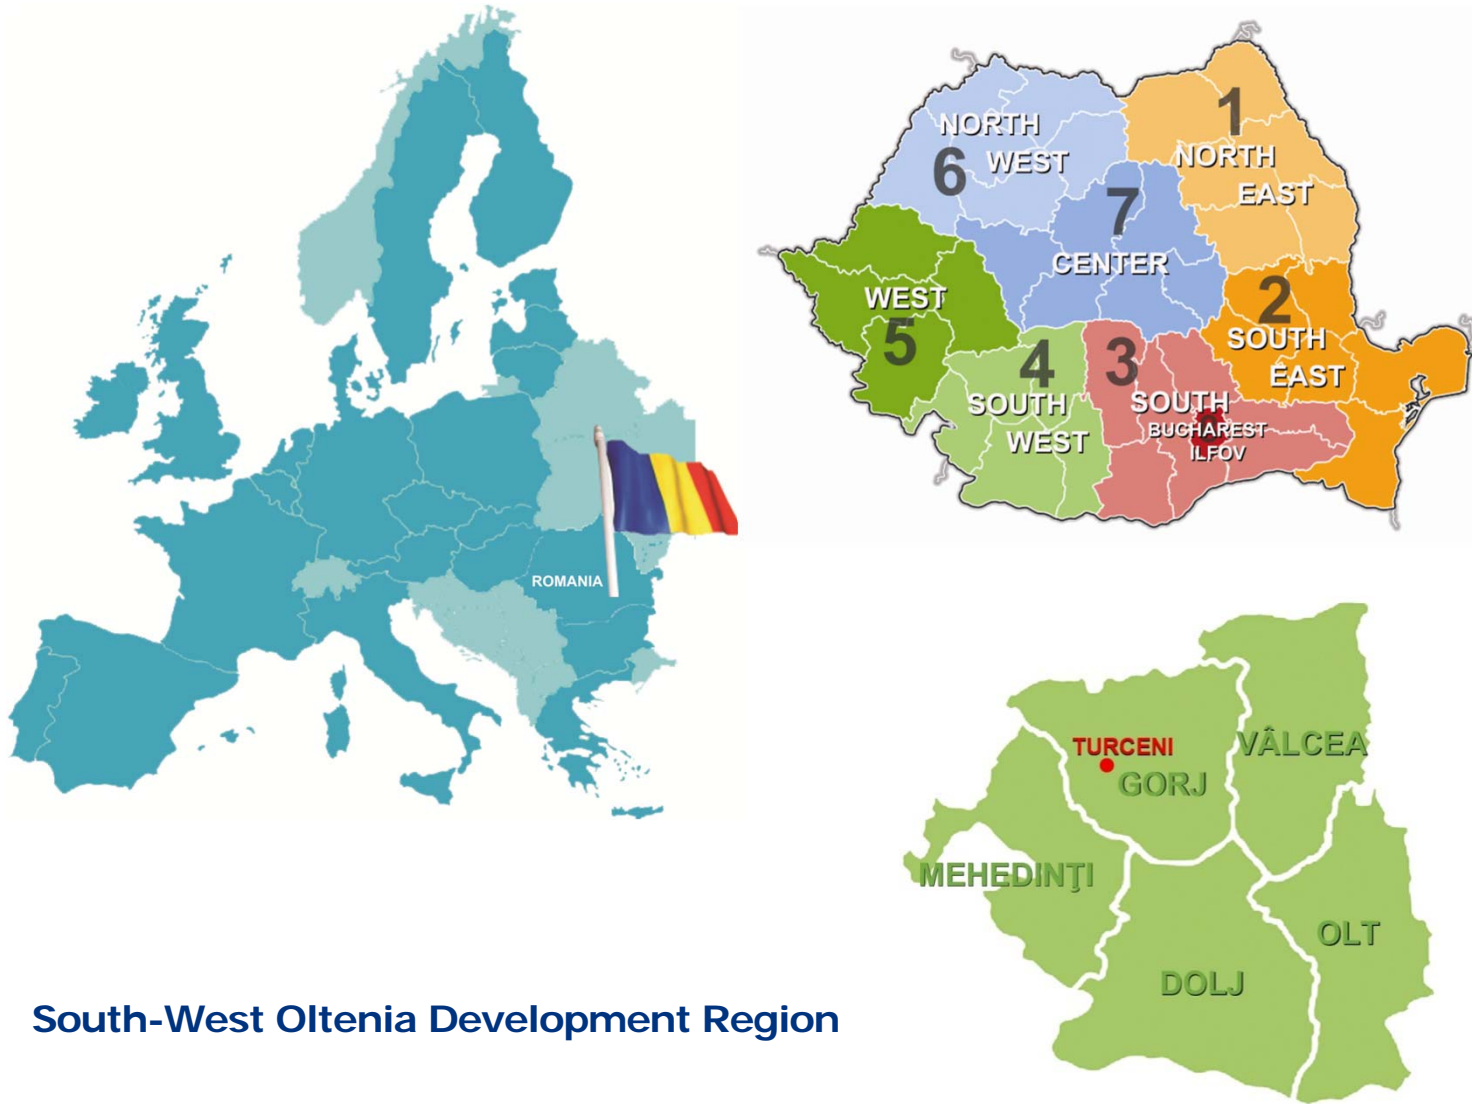 ROMANIA
1
NORTH
EAST
NORTH
6
WEST
7
CENTER
WEST
5
2
SOUTH
EAST
4
SOUTH
WEST
3
SOUTH
BUCHAREST
ILFOV
TURCENI
GORJ
VÂLCEA
MEHEDINŢI
OLT
DOLJ
South-West Oltenia Development Region